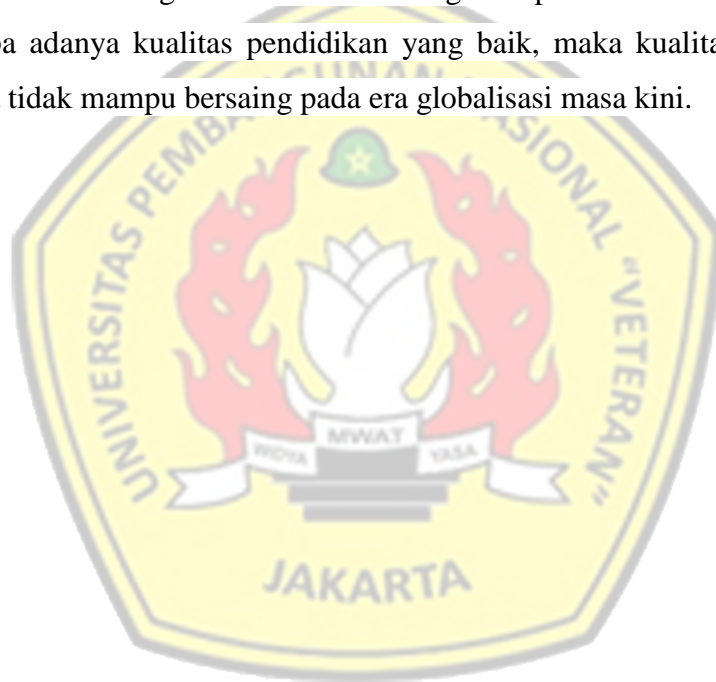 adanya kualitas pendidikan yang baik, maka
tidak mampu bersaing pada era globalisasi masa kini.
UNIVERSITAS PEMBANGUNAN NASIONAL "VETERAN"
WIDYA MWAT YASA
JAKARTA